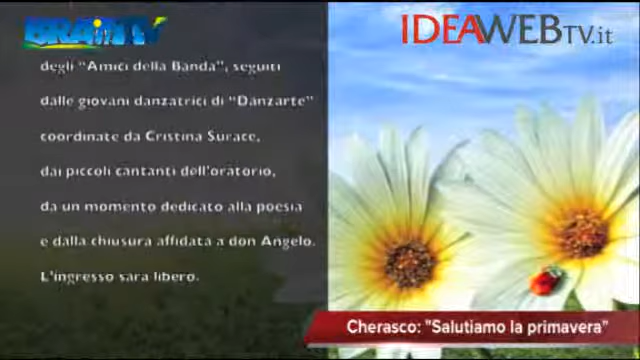 BRAinTV
IDEAWEBTV.it
degli "Amici della Banda", seguiti
dalle giovani danzatrici di "Danzarte"
coordinate da Cristina Surace,
dai piccoli cantanti dell'oratorio,
da un momento dedicato alla poesia
e dalla chiusura affidata a don Angelo.
L'ingresso sara libero.
Cherasco: "Salutiamo la primavera"